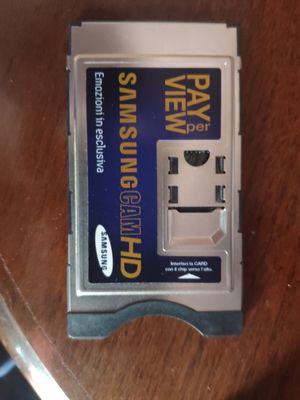 PAY per
VIEW
SAMSUNG CAM HD
Emozioni in esclusiva
SAMSUNG
Inserisci la CARD
con il chip verso l'alto.